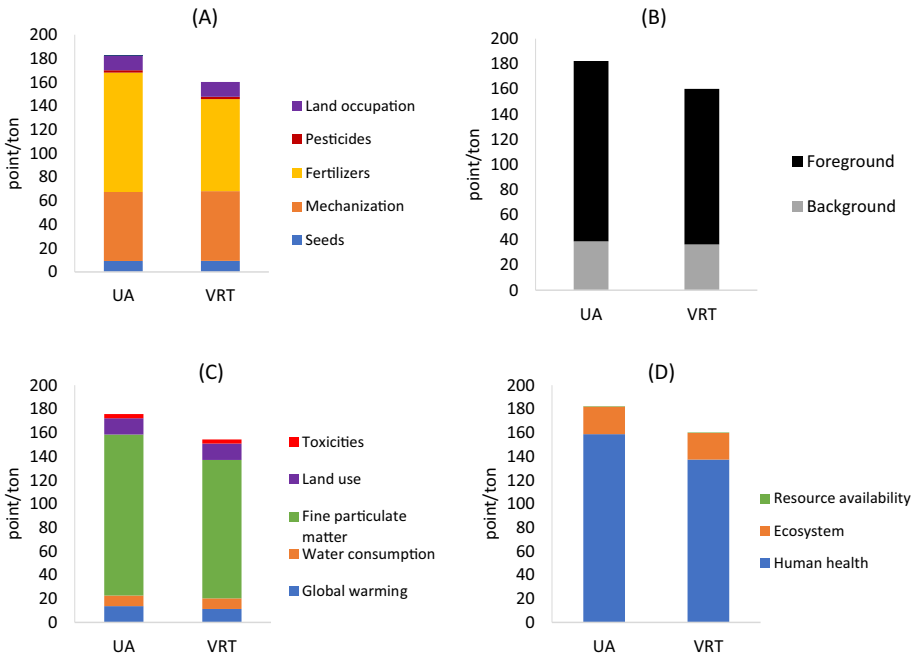 (A)
200
180
160
140
120
100
80
60
40
20
0
point/ton
UA
VRT
Land occupation
Pesticides
Fertilizers
Mechanization
Seeds
(B)
200
180
160
140
120
100
80
60
40
20
0
point/ton
UA
VRT
Foreground
Background
(C)
200
180
160
140
120
100
80
60
40
20
0
point/ton
UA
VRT
Toxicities
Land use
Fine particulate
matter
Water consumption
Global warming
(D)
200
180
160
140
120
100
80
60
40
20
0
point/ton
UA
VRT
Resource availability
Ecosystem
Human health